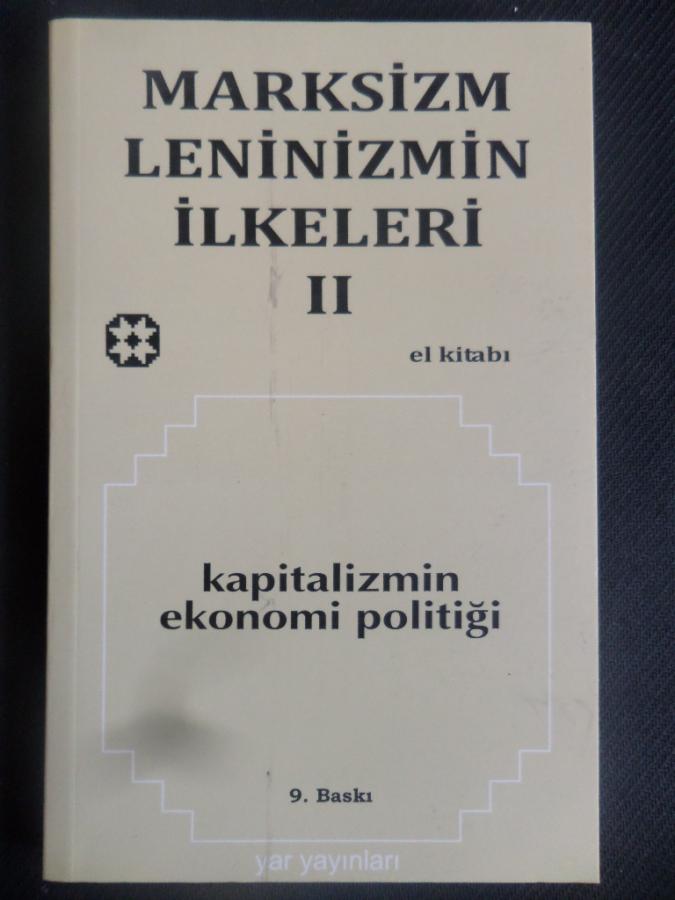 MARKSİZM
LENİNİZMİN
İLKELERİ
II
el kitabı
kapitalizmin
ekonomi politiği
9. Baskı
yar yayınları